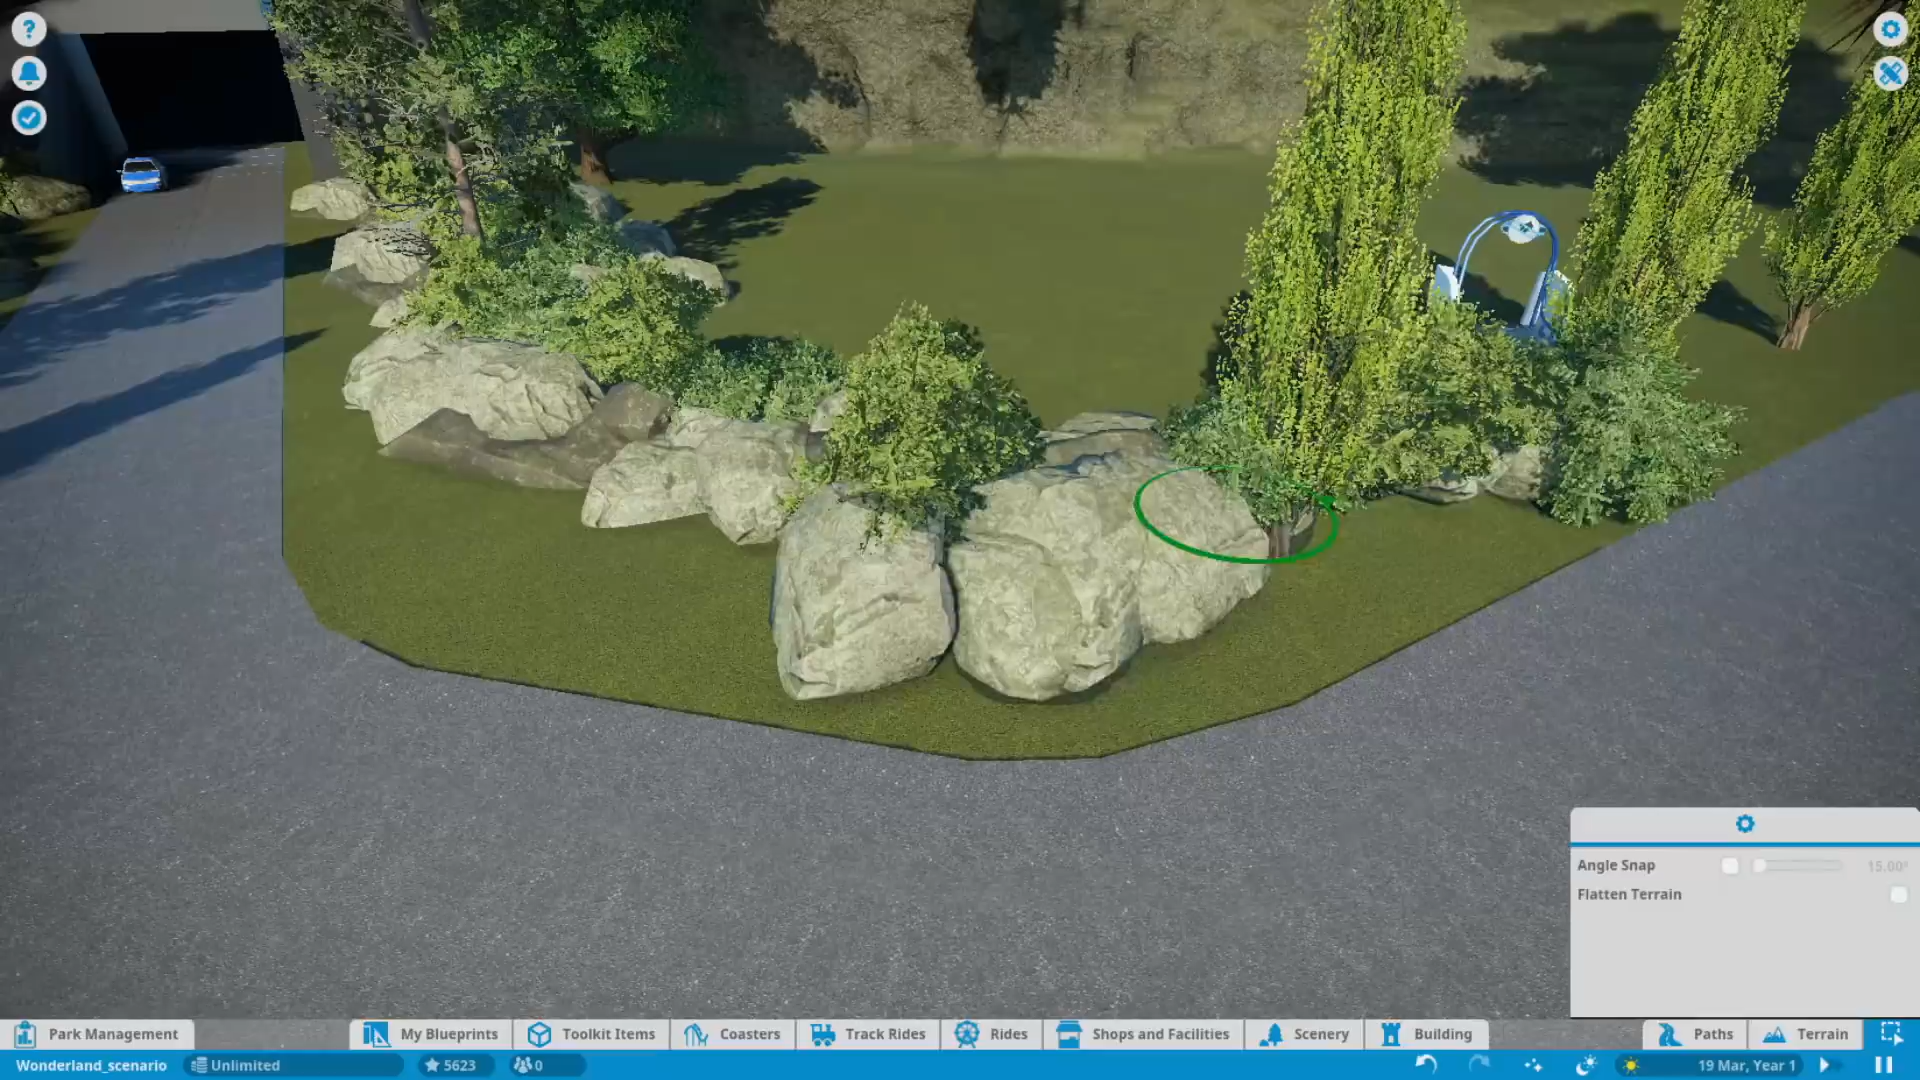 ?
Angle Snap 15.00°
Flatten Terrain
Park Management My Blueprints Toolkit Items Coasters Track Rides Rides Shops and Facilities Scenery Building Paths Terrain
Wonderland_scenario Unlimited 5623 0 19 Mar, Year 1